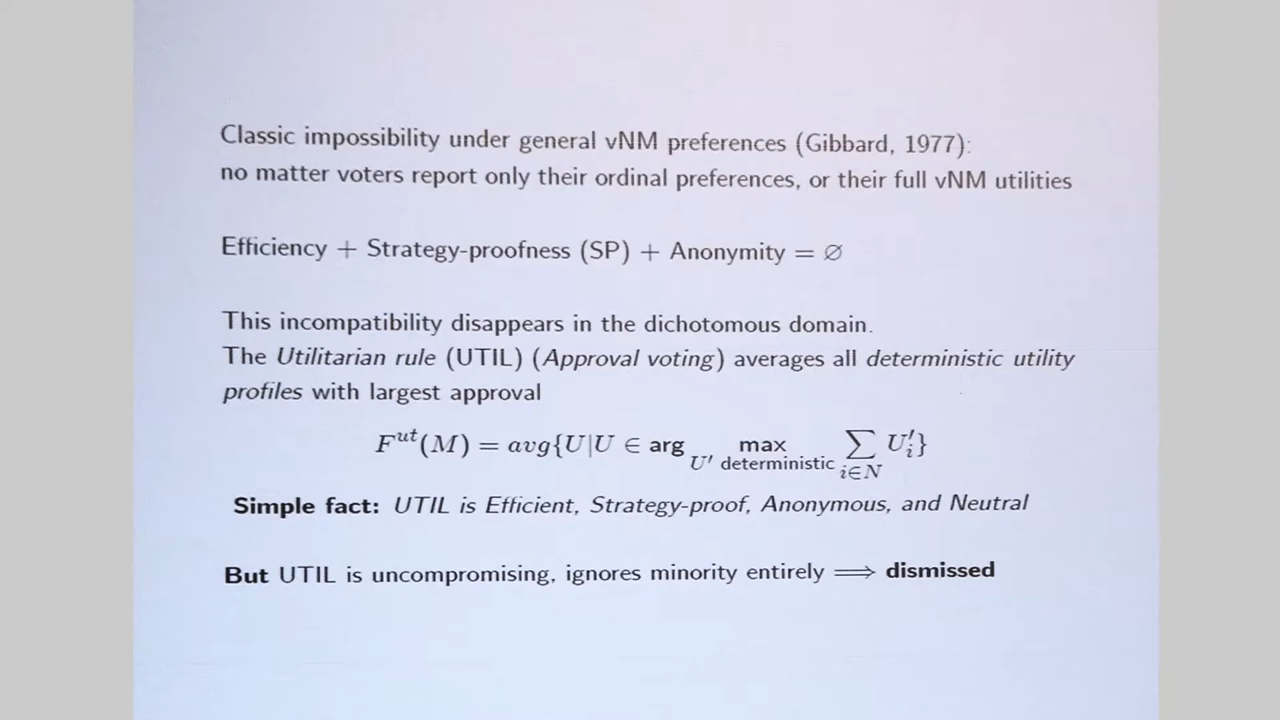 Classic impossibility under general vNM preferences (Gibbard, 1977):
no matter voters report only their ordinal preferences, or their full vNM utilities
Efficiency + Strategy-proofness (SP) + Anonymity = ∅
This incompatibility disappears in the dichotomous domain.
The Utilitarian rule (UTIL) (Approval voting) averages all deterministic utility
profiles with largest approval
F^{ut}(M) = avg{U|U ∈ arg max_{U' deterministic} ∑_{i∈N} U'_i}
Simple fact: UTIL is Efficient, Strategy-proof, Anonymous, and Neutral
But UTIL is uncompromising, ignores minority entirely ⟹ dismissed